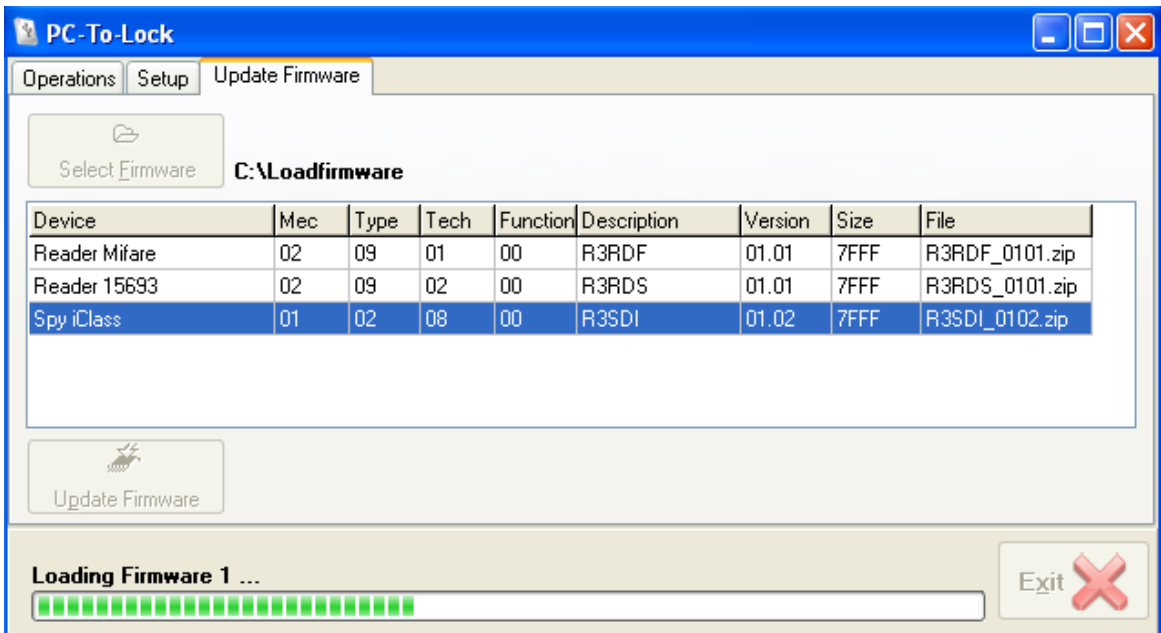 PC-To-Lock
Operations Setup Update Firmware
Select Firmware C:\Loadfirmware
Device Mec Type Tech Function Description Version Size File
Reader Mifare 02 09 01 00 R3RDF 01.01 7FFF R3RDF_0101.zip
Reader 15693 02 09 02 00 R3RDS 01.01 7FFF R3RDS_0101.zip
Spy iClass 01 02 08 00 R3SDI 01.02 7FFF R3SDI_0102.zip
Update Firmware
Loading Firmware 1 ...
Exit